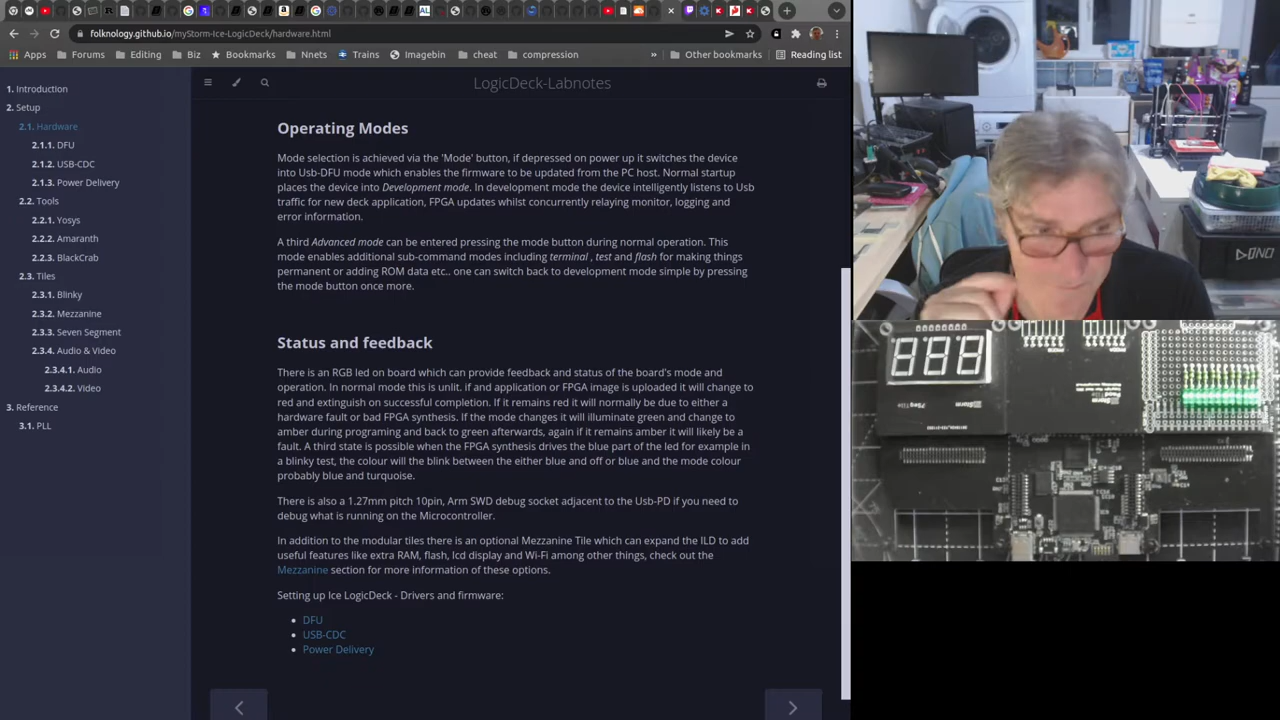 folknology.github.io/myStorm-Ice-LogicDeck/hardware.html
Apps Forums Editing Bookmarks Nnets Trains Imagebin cheat compression » Other bookmarks Reading list
1. Introduction
2. Setup
2.1. Hardware
2.1.1. DFU
2.1.2. USB-CDC
2.1.3. Power Delivery
2.2. Tools
2.2.1. Yosys
2.2.2. Amaranth
2.2.3. BlackCrab
2.3. Tiles
2.3.1. Blinky
2.3.2. Mezzanine
2.3.3. Seven Segment
2.3.4. Audio & Video
2.3.4.1. Audio
2.3.4.2. Video
3. Reference
3.1. PLL
LogicDeck-Labnotes
Operating Modes
Mode selection is achieved via the 'Mode' button, if depressed on power up it switches the device
into Usb-DFU mode which enables the firmware to be updated from the PC host. Normal startup
places the device into Development mode. In development mode the device intelligently listens to Usb
traffic for new deck application, FPGA updates whilst concurrently relaying monitor, logging and
error information.
A third Advanced mode can be entered pressing the mode button during normal operation. This
mode enables additional sub-command modes including terminal , test and flash for making things
permanent or adding ROM data etc.. one can switch back to development mode simple by pressing
the mode button once more.
Status and feedback
There is an RGB led on board which can provide feedback and status of the board's mode and
operation. In normal mode this is unlit. if and application or FPGA image is uploaded it will change to
red and extinguish on successful completion. If it remains red it will normally be due to either a
hardware fault or bad FPGA synthesis. If the mode changes it will illuminate green and change to
amber during programing and back to green afterwards, again if it remains amber it will likely be a
fault. A third state is possible when the FPGA synthesis drives the blue part of the led for example in
a blinky test, the colour will the blink between the either blue and off or blue and the mode colour
probably blue and turquoise.
There is also a 1.27mm pitch 10pin, Arm SWD debug socket adjacent to the Usb-PD if you need to
debug what is running on the Microcontroller.
In addition to the modular tiles there is an optional Mezzanine Tile which can expand the ILD to add
useful features like extra RAM, flash, lcd display and Wi-Fi among other things, check out the
Mezzanine section for more information of these options.
Setting up Ice LogicDeck - Drivers and firmware:
DFU
USB-CDC
Power Delivery